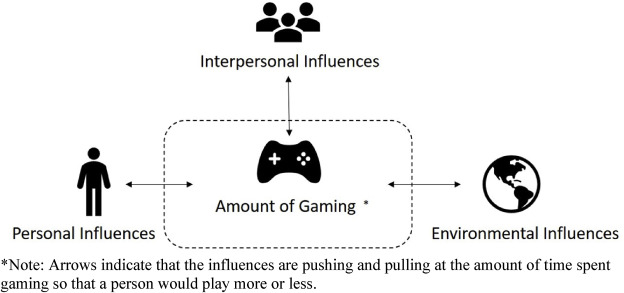 Interpersonal Influences
Amount of Gaming *
Personal Influences
Environmental Influences
*Note: Arrows indicate that the influences are pushing and pulling at the amount of time spent
gaming so that a person would play more or less.